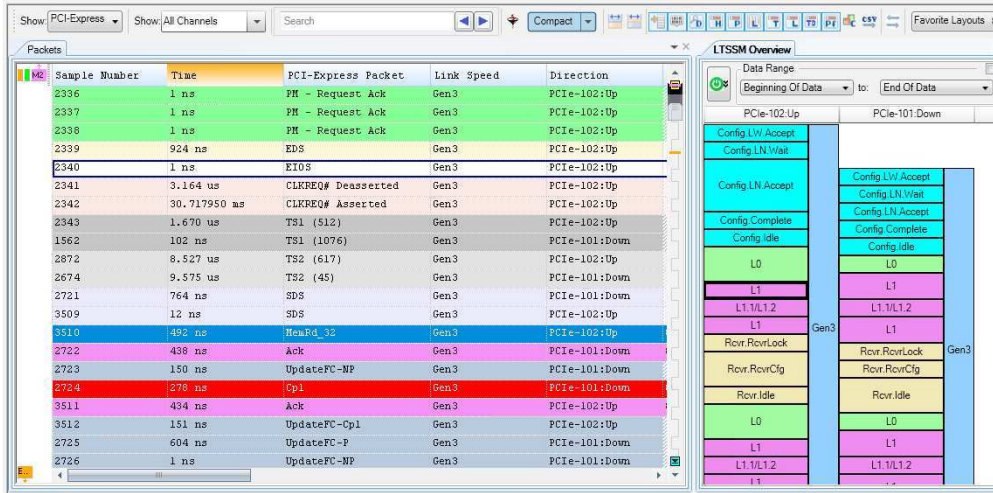 Show: PCI-Express Show: All Channels Search Compact Favorite Layouts
Packets
M2 Sample Number Time PCI-Express Packet Link Speed Direction
2336 1 ns PM - Request Ack Gen3 PCIe-102:Up
2337 1 ns PM - Request Ack Gen3 PCIe-102:Up
2338 1 ns PM - Request Ack Gen3 PCIe-102:Up
2339 924 ns EDS Gen3 PCIe-102:Up
2340 1 ns EIOS Gen3 PCIe-102:Up
2341 3.164 us CLKREQ# Deasserted Gen3 PCIe-102:Up
2342 30.717950 ms CLKREQ# Asserted Gen3 PCIe-102:Up
2343 1.670 us TS1 (512) Gen3 PCIe-102:Up
1562 102 ns TS1 (1076) Gen3 PCIe-101:Down
2872 8.527 us TS2 (617) Gen3 PCIe-102:Up
2674 9.575 us TS2 (45) Gen3 PCIe-101:Down
2721 764 ns SDS Gen3 PCIe-101:Down
3509 12 ns SDS Gen3 PCIe-102:Up
3510 492 ns MemRd_32 Gen3 PCIe-102:Up
2722 438 ns Ack Gen3 PCIe-101:Down
2723 150 ns UpdateFC-NP Gen3 PCIe-101:Down
2724 278 ns Cpl Gen3 PCIe-101:Down
3511 434 ns Ack Gen3 PCIe-102:Up
3512 151 ns UpdateFC-Cpl Gen3 PCIe-102:Up
2725 604 ns UpdateFC-P Gen3 PCIe-101:Down
2726 1 ns UpdateFC-NP Gen3 PCIe-101:Down
E...
LTSSM Overview
Data Range
Beginning Of Data to: End Of Data
PCIe-102:Up PCIe-101:Down
Config.LW.Accept
Config.LN.Wait
Config.LN.Accept
Config.Complete
Config.Idle
L0
L1
L1.1/L1.2
L1
Rcvr.RcvrLock
Rcvr.RcvrCfg
Rcvr.Idle
L0
L1
L1.1/L1.2
L1
Gen3
Config.LW.Accept
Config.LN.Wait
Config.LN.Accept
Config.Complete
Config.Idle
L0
L1
L1.1/L1.2
L1
Rcvr.RcvrLock
Rcvr.RcvrCfg
Rcvr.Idle
L0
L1
L1.1/L1.2
Gen3